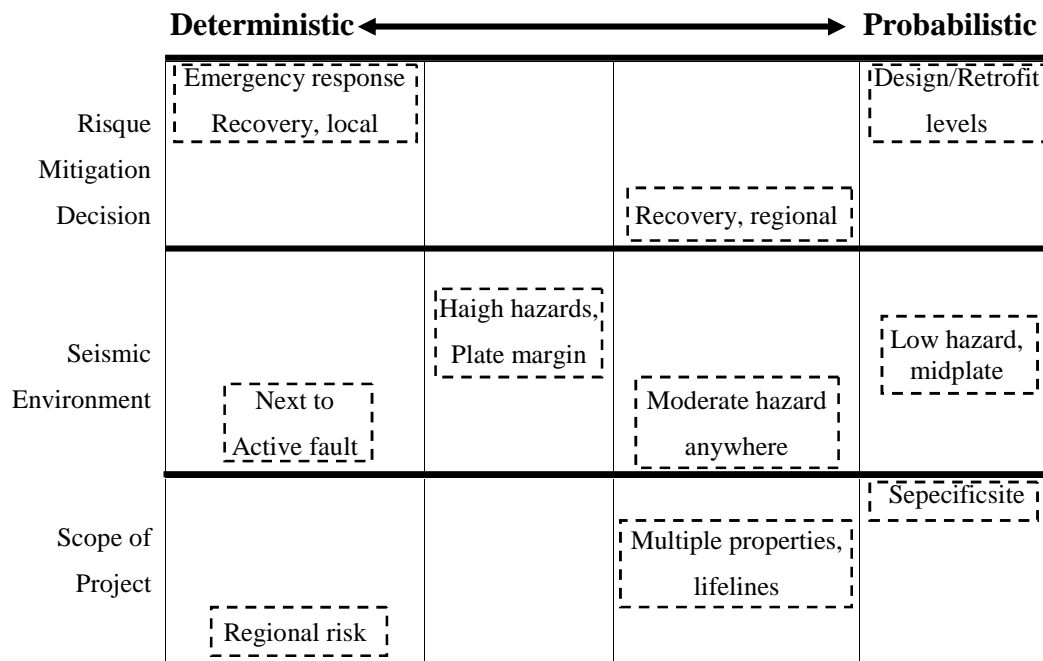 Deterministic
Probabilistic
Risque
Mitigation
Decision
Emergency response
Recovery, local
Recovery, regional
Design/Retrofit
levels
Seismic
Environment
Next to
Active fault
Haigh hazards,
Plate margin
Moderate hazard
anywhere
Low hazard,
midplate
Scope of
Project
Regional risk
Multiple properties,
lifelines
Sepecificsite